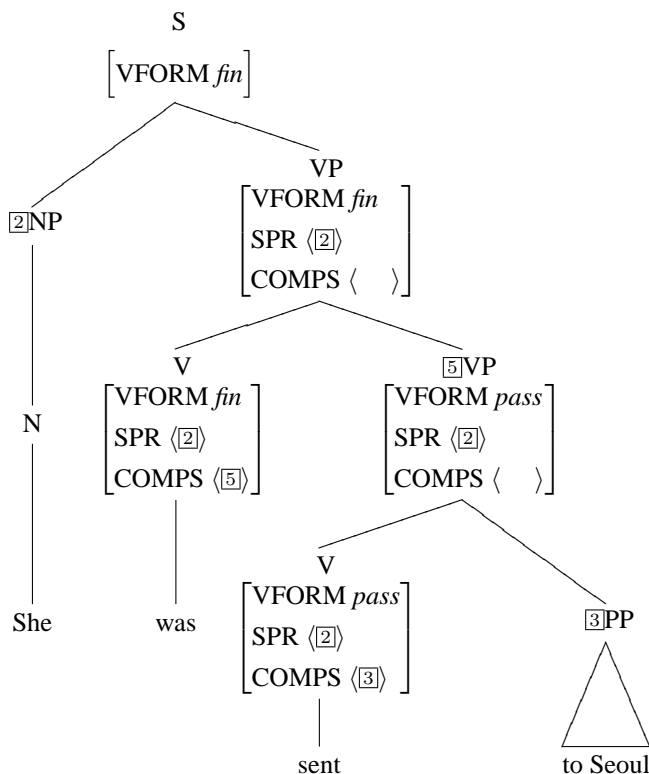 S
[VFORM fin]
VP
2NP
[VFORM fin
SPR ⟨2⟩
COMPS ⟨ ⟩]
V
5VP
N
[VFORM fin
SPR ⟨2⟩
COMPS ⟨5⟩]
[VFORM pass
SPR ⟨2⟩
COMPS ⟨ ⟩]
V
She
was
[VFORM pass
SPR ⟨2⟩
COMPS ⟨3⟩]
3PP
sent
to Seoul